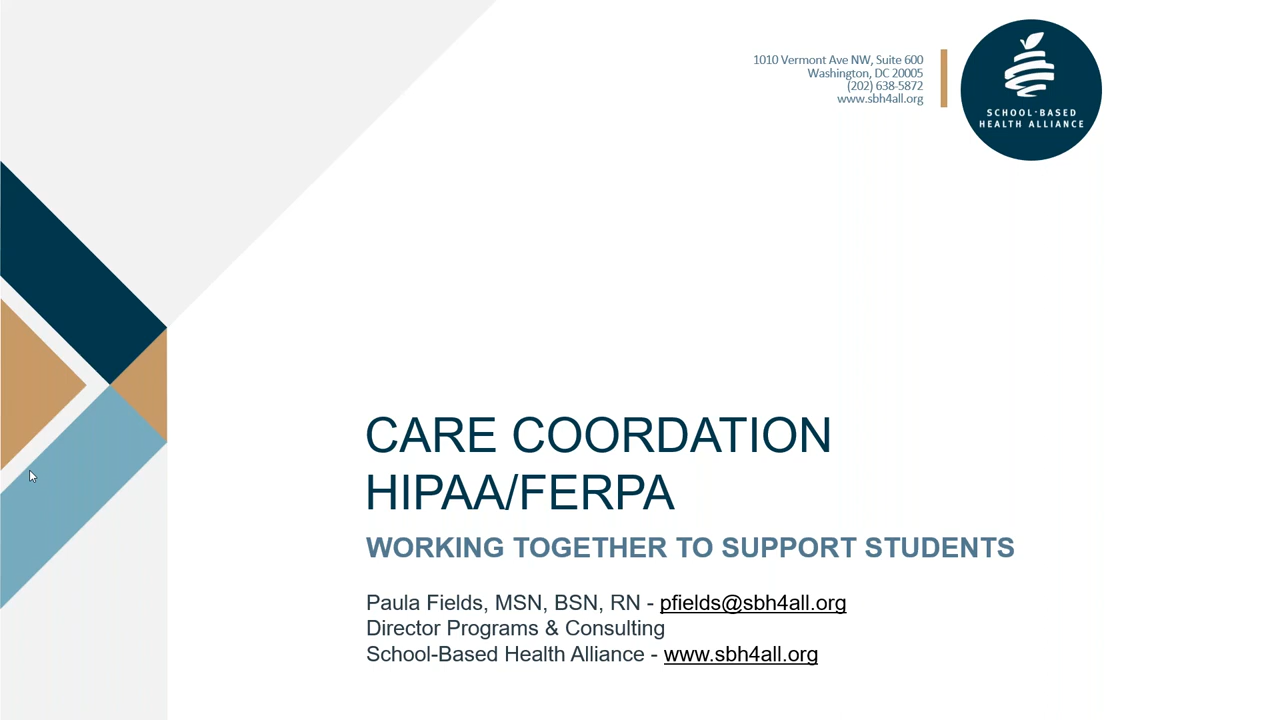 1010 Vermont Ave NW, Suite 600
Washington, DC 20005
(202) 638-5872
www.sbh4all.org
SCHOOL·BASED
HEALTH ALLIANCE
CARE COORDATION
HIPAA/FERPA
WORKING TOGETHER TO SUPPORT STUDENTS
Paula Fields, MSN, BSN, RN - pfields@sbh4all.org
Director Programs & Consulting
School-Based Health Alliance - www.sbh4all.org